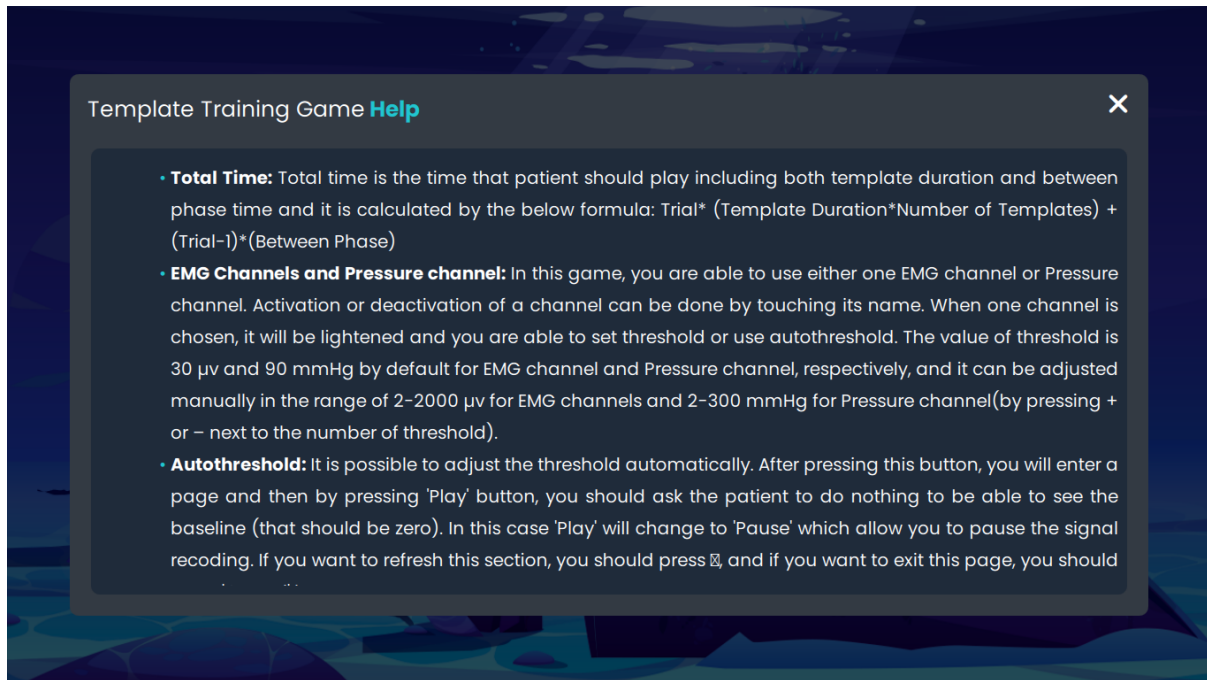 Template Training Game Help
• Total Time: Total time is the time that patient should play including both template duration and between
phase time and it is calculated by the below formula: Trial* (Template Duration*Number of Templates) +
(Trial-1)*(Between Phase)
• EMG Channels and Pressure channel: In this game, you are able to use either one EMG channel or Pressure
channel. Activation or deactivation of a channel can be done by touching its name. When one channel is
chosen, it will be lightened and you are able to set threshold or use autothreshold. The value of threshold is
30 µv and 90 mmHg by default for EMG channel and Pressure channel, respectively, and it can be adjusted
manually in the range of 2-2000 µv for EMG channels and 2-300 mmHg for Pressure channel(by pressing +
or – next to the number of threshold).
• Autothreshold: It is possible to adjust the threshold automatically. After pressing this button, you will enter a
page and then by pressing 'Play' button, you should ask the patient to do nothing to be able to see the
baseline (that should be zero). In this case 'Play' will change to 'Pause' which allow you to pause the signal
recoding. If you want to refresh this section, you should press , and if you want to exit this page, you should